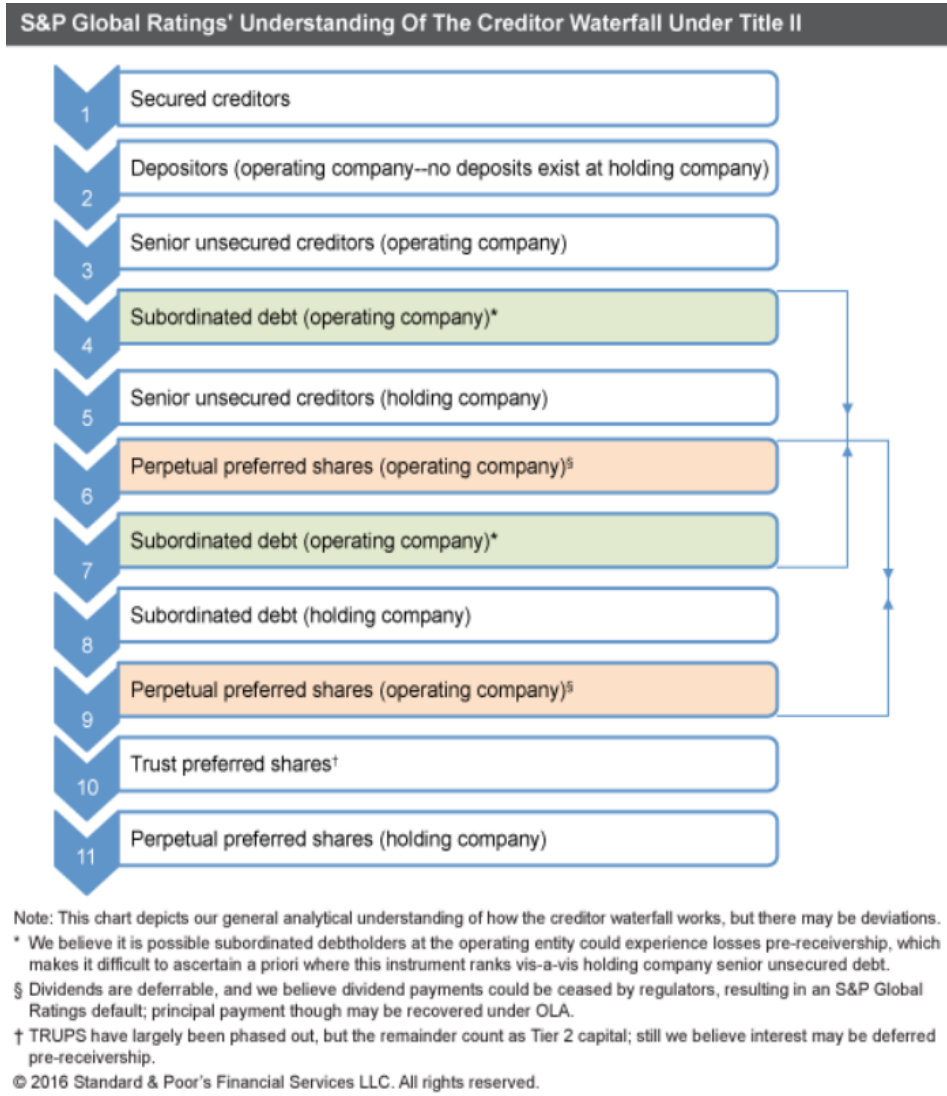 S&P Global Ratings' Understanding Of The Creditor Waterfall Under Title II
1
Secured creditors
2
Depositors (operating company--no deposits exist at holding company)
3
Senior unsecured creditors (operating company)
4
Subordinated debt (operating company)*
5
Senior unsecured creditors (holding company)
6
Perpetual preferred shares (operating company)§
7
Subordinated debt (operating company)*
8
Subordinated debt (holding company)
9
Perpetual preferred shares (operating company)§
10
Trust preferred shares†
11
Perpetual preferred shares (holding company)
Note: This chart depicts our general analytical understanding of how the creditor waterfall works, but there may be deviations.
* We believe it is possible subordinated debtholders at the operating entity could experience losses pre-receivership, which
makes it difficult to ascertain a priori where this instrument ranks vis-a-vis holding company senior unsecured debt.
§ Dividends are deferrable, and we believe dividend payments could be ceased by regulators, resulting in an S&P Global
Ratings default; principal payment though may be recovered under OLA.
† TRUPS have largely been phased out, but the remainder count as Tier 2 capital; still we believe interest may be deferred
pre-receivership.
© 2016 Standard & Poor's Financial Services LLC. All rights reserved.